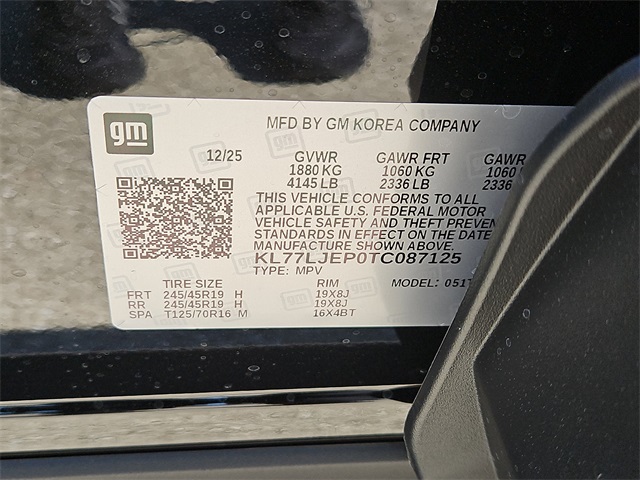 gm
MFD BY GM KOREA COMPANY
12/25 GVWR GAWR FRT GAWR
1880 KG 1060 KG 1060
4145 LB 2336 LB 2336
THIS VEHICLE CONFORMS TO ALL
APPLICABLE U.S. FEDERAL MOTOR
VEHICLE SAFETY AND THEFT PREVEN
STANDARDS IN EFFECT ON THE DATE
MANUFACTURE SHOWN ABOVE.
KL77LJEP0TC087125
TYPE: MPV MODEL: 051T
TIRE SIZE RIM
FRT 245/45R19 H 19X8J
RR 245/45R19 H 19X8J
SPA T125/70R16 M 16X4BT